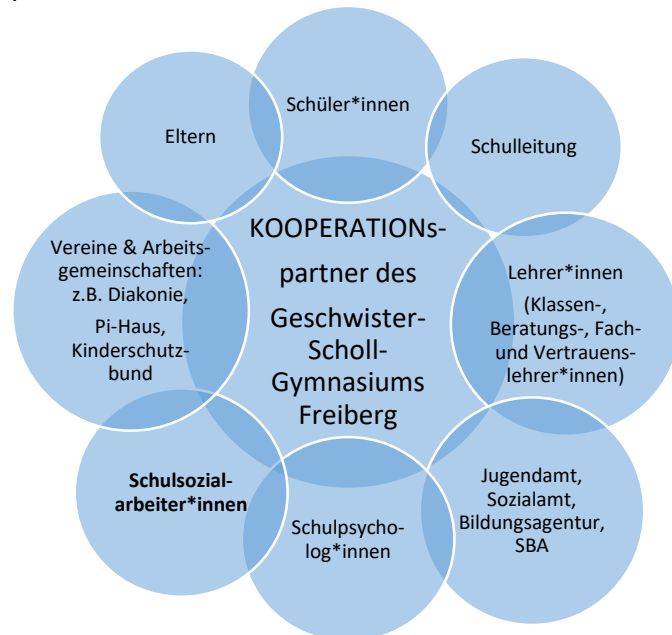 Schüler*innen
Eltern
Schulleitung
KOOPERATIONs-
partner des
Geschwister-
Scholl-
Gymnasiums
Freiberg
Vereine & Arbeits-
gemeinschaften:
z.B. Diakonie,
Pi-Haus,
Kinderschutz-
bund
Lehrer*innen
(Klassen-,
Beratungs-, Fach-
und Vertrauens-
lehrer*innen)
Schulsozial-
arbeiter*innen
Schulpsycho-
log*innen
Jugendamt,
Sozialamt,
Bildungsagentur,
SBA